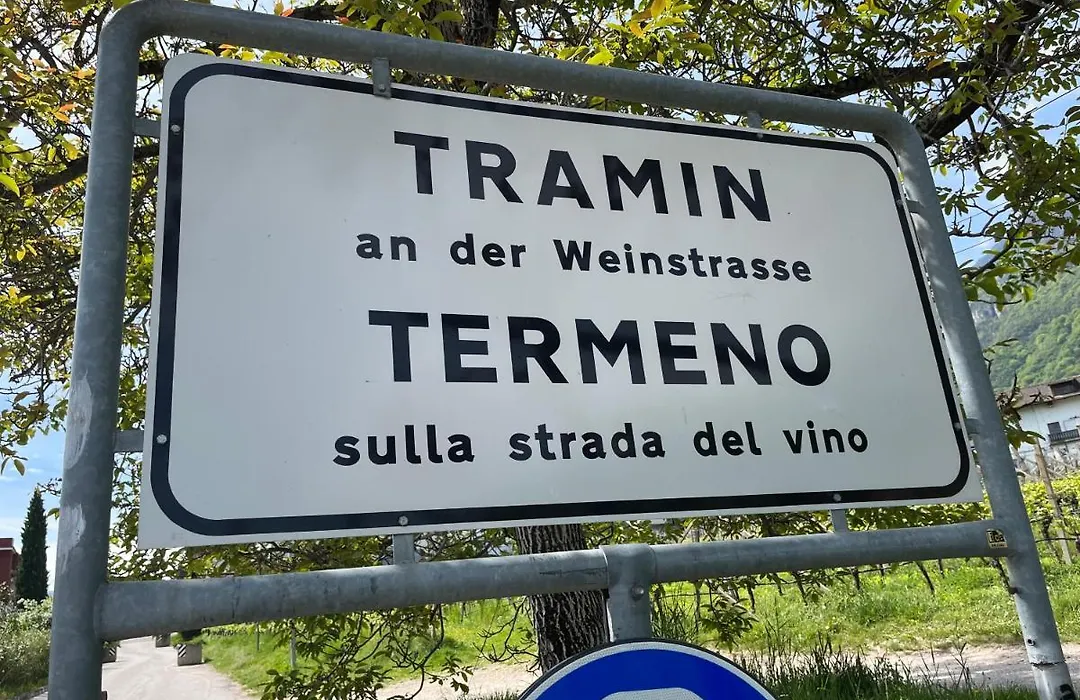 TRAMIN
an der Weinstrasse
TERMENO
sulla strada del vino